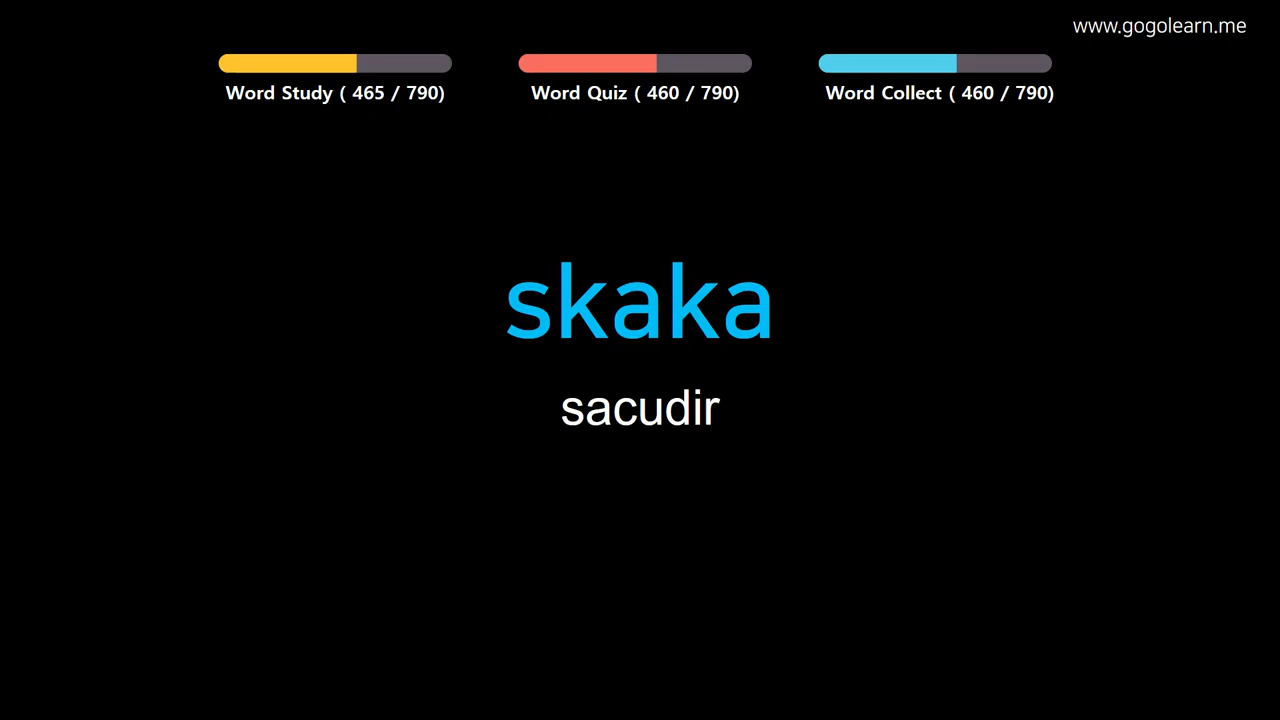 www.gogolearn.me
Word Study ( 465 / 790)
Word Quiz ( 460 / 790)
Word Collect ( 460 / 790)
skaka
sacudir